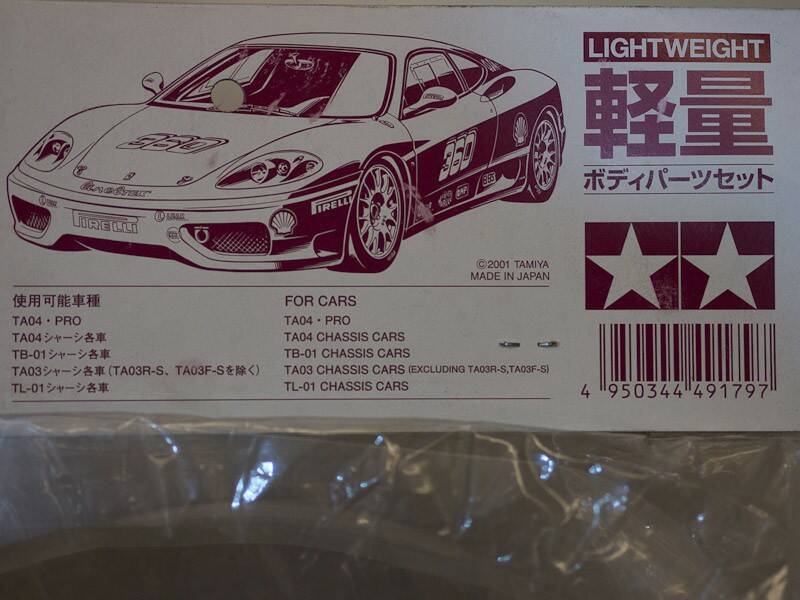 LIGHTWEIGHT
軽量
ボディパーツセット
360
360
PIRELLI
PIRELLI
©2001 TAMIYA
MADE IN JAPAN
使用可能車種
TA04・PRO
TA04シャーシ各車
TB-01シャーシ各車
TA03シャーシ各車(TA03R-S、TA03F-Sを除く)
TL-01シャーシ各車
FOR CARS
TA04・PRO
TA04 CHASSIS CARS
TB-01 CHASSIS CARS
TA03 CHASSIS CARS (EXCLUDING TA03R-S,TA03F-S)
TL-01 CHASSIS CARS
4 950344 491797